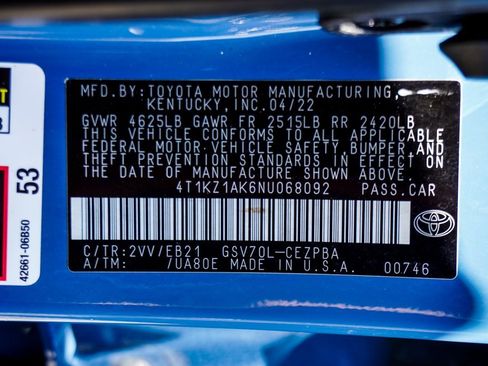 MFD.BY:TOYOTA MOTOR MANUFACTURING,
KENTUCKY,INC.04/22
GVWR 4625LB GAWR FR 2515LB RR 2420LB
THIS VEHICLE CONFORMS TO ALL APPLICABLE
FEDERAL MOTOR VEHICLE SAFETY,BUMPER,AND
THEFT PREVENTION STANDARDS IN EFFECT ON
THE DATE OF MANUFACTURE SHOWN ABOVE.
4T1KZ1AK6NU068092 PASS.CAR
C/TR:2VV/EB21 GSV70L-CEZPBA
A/TM: /UA80E MADE IN U.S.A. 00746
53
42661-06B50